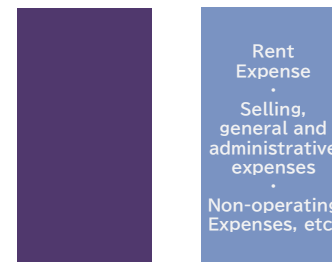 Rent
Expense
・
Selling,
general and
administrative
expenses
・
Non-operating
Expenses, etc